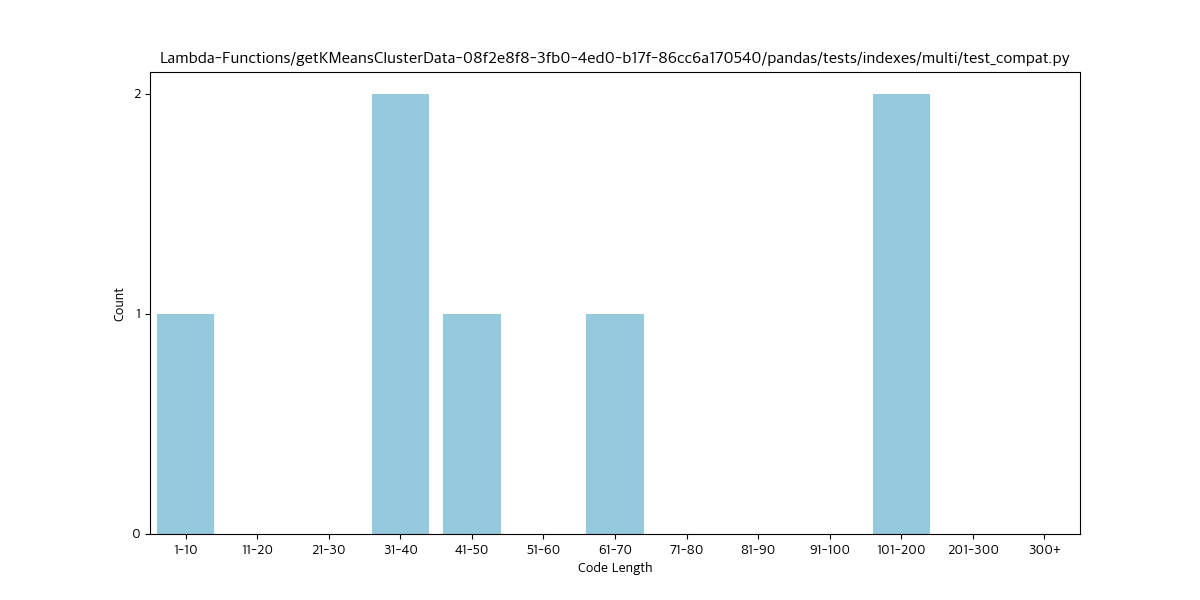 Lambda-Functions/getKMeansClusterData-08f2e8f8-3fb0-4ed0-b17f-86cc6a170540/pandas/tests/indexes/multi/test_compat.py
2
1
0
Count
1-10 11-20 21-30 31-40 41-50 51-60 61-70 71-80 81-90 91-100 101-200 201-300 300+
Code Length